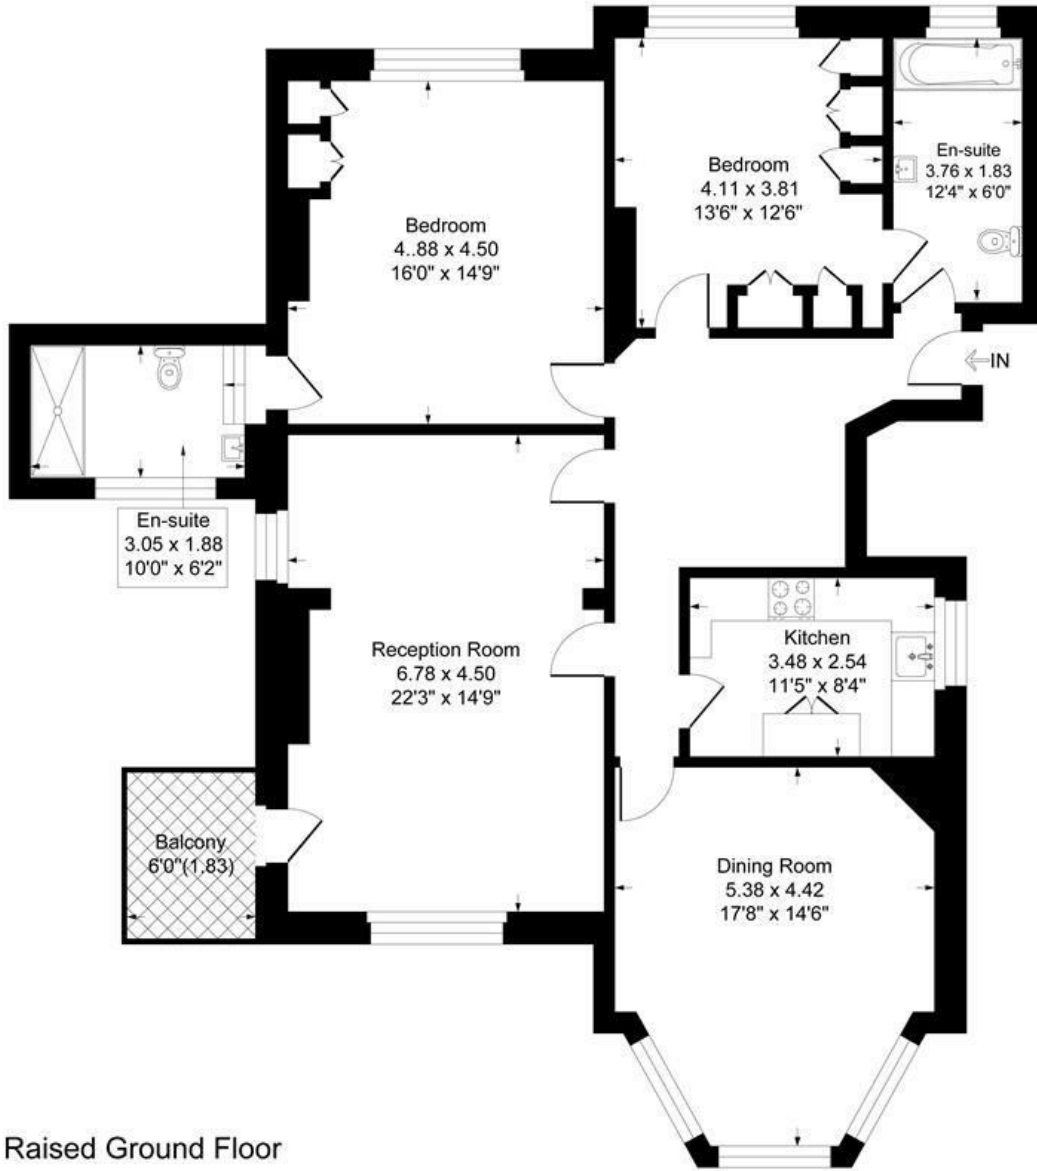 Bedroom
4..88 x 4.50
16'0" x 14'9"
Bedroom
4.11 x 3.81
13'6" x 12'6"
En-suite
3.76 x 1.83
12'4" x 6'0"
IN
En-suite
3.05 x 1.88
10'0" x 6'2"
Reception Room
6.78 x 4.50
22'3" x 14'9"
Kitchen
3.48 x 2.54
11'5" x 8'4"
Balcony
6'0"(1.83)
Dining Room
5.38 x 4.42
17'8" x 14'6"
Raised Ground Floor